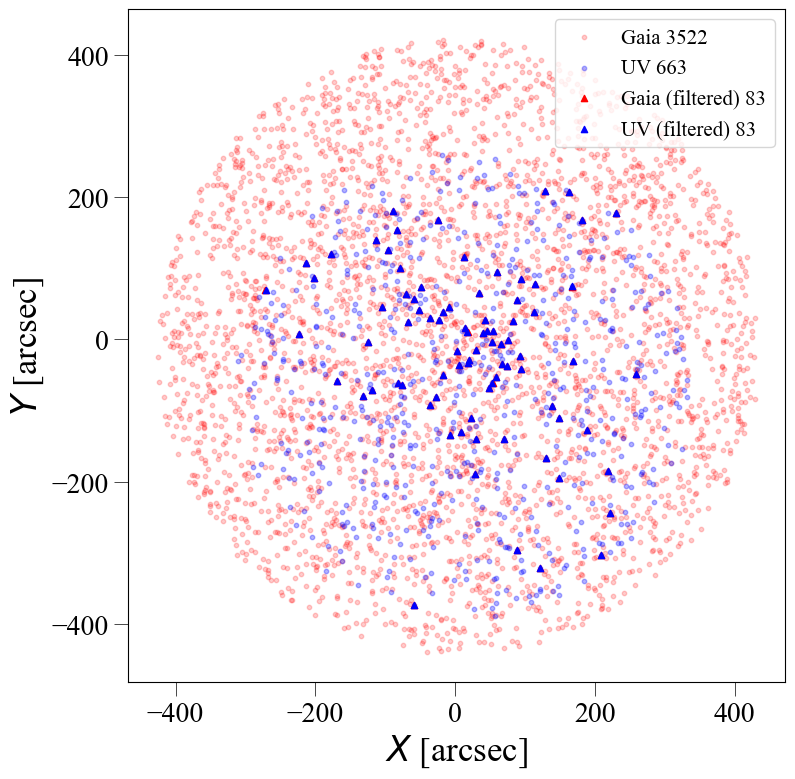 Gaia 3522
UV 663
Gaia (filtered) 83
UV (filtered) 83
400
200
0
−200
−400
Y [arcsec]
−400 −200 0 200 400
X [arcsec]